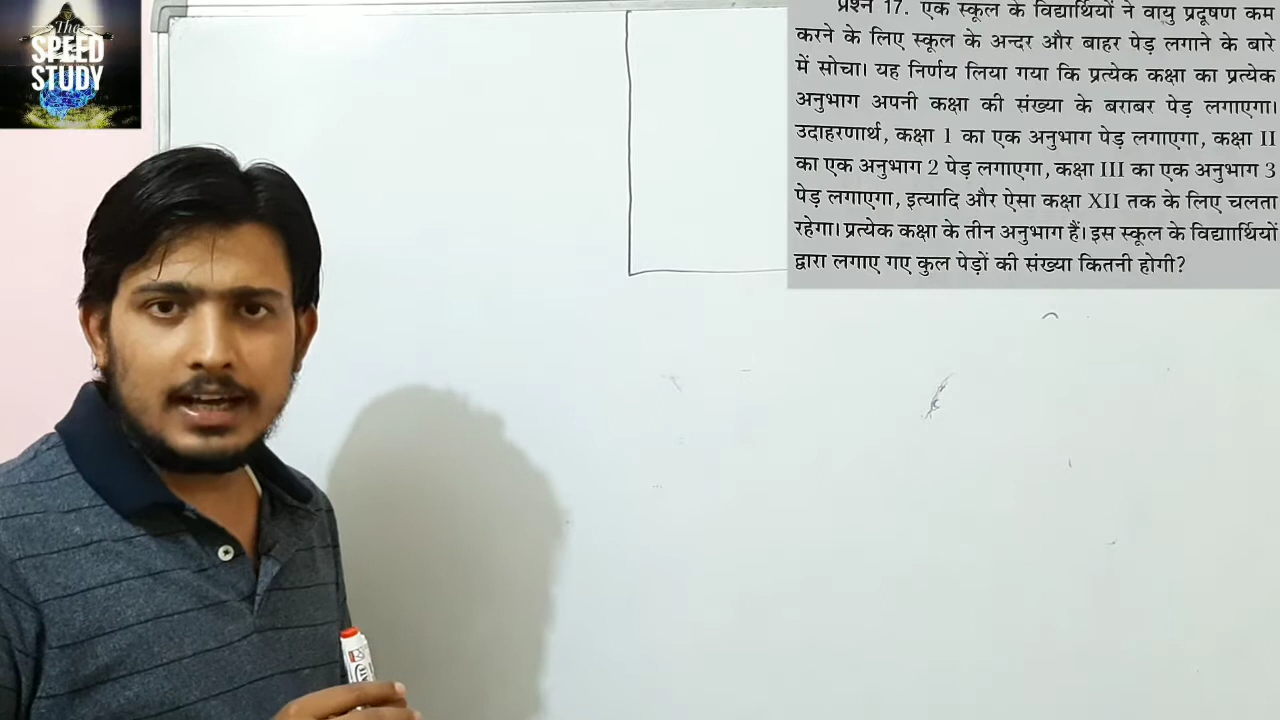 The
SPEED
STUDY
प्रश्न 17. एक स्कूल के विद्यार्थियों ने वायु प्रदूषण कम
करने के लिए स्कूल के अन्दर और बाहर पेड़ लगाने के बारे
में सोचा। यह निर्णय लिया गया कि प्रत्येक कक्षा का प्रत्येक
अनुभाग अपनी कक्षा की संख्या के बराबर पेड़ लगाएगा।
उदाहरणार्थ, कक्षा 1 का एक अनुभाग पेड़ लगाएगा, कक्षा II
का एक अनुभाग 2 पेड़ लगाएगा, कक्षा III का एक अनुभाग 3
पेड़ लगाएगा, इत्यादि और ऐसा कक्षा XII तक के लिए चलता
रहेगा। प्रत्येक कक्षा के तीन अनुभाग हैं। इस स्कूल के विद्याार्थियों
द्वारा लगाए गए कुल पेड़ों की संख्या कितनी होगी?